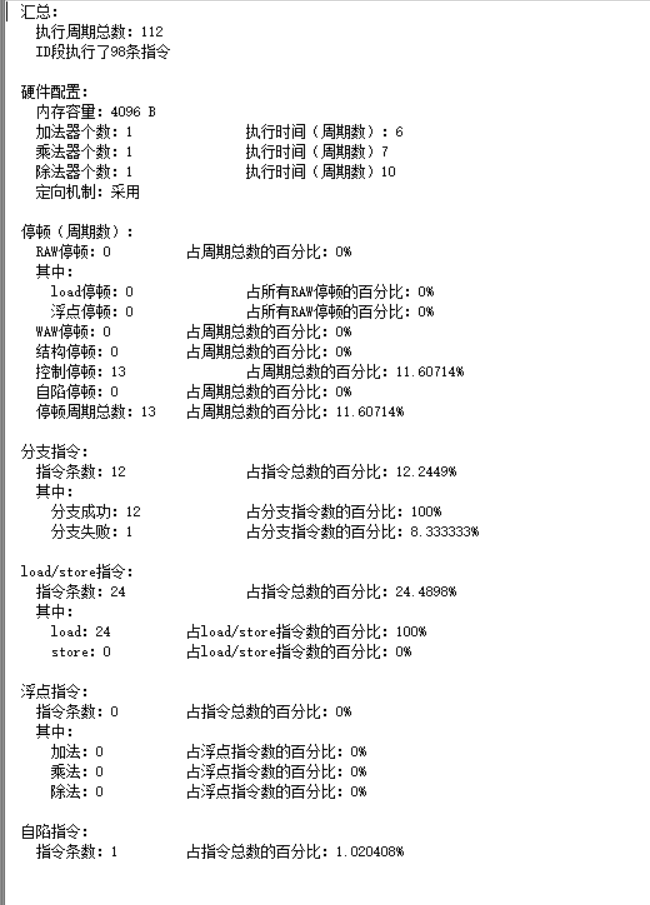 汇总:
执行周期总数: 112
ID段执行了98条指令
硬件配置:
内存容量: 4096 B
加法器个数: 1 执行时间（周期数）: 6
乘法器个数: 1 执行时间（周期数）7
除法器个数: 1 执行时间（周期数）10
定向机制: 采用
停顿（周期数）:
RAW停顿: 0 占周期总数的百分比: 0%
其中:
load停顿: 0 占所有RAW停顿的百分比: 0%
浮点停顿: 0 占所有RAW停顿的百分比: 0%
WAW停顿: 0 占周期总数的百分比: 0%
结构停顿: 0 占周期总数的百分比: 0%
控制停顿: 13 占周期总数的百分比: 11.60714%
自陷停顿: 0 占周期总数的百分比: 0%
停顿周期总数: 13 占周期总数的百分比: 11.60714%
分支指令:
指令条数: 12 占指令总数的百分比: 12.2449%
其中:
分支成功: 12 占分支指令数的百分比: 100%
分支失败: 1 占分支指令数的百分比: 8.333333%
load/store指令:
指令条数: 24 占指令总数的百分比: 24.4898%
其中:
load: 24 占load/store指令数的百分比: 100%
store: 0 占load/store指令数的百分比: 0%
浮点指令:
指令条数: 0 占指令总数的百分比: 0%
其中:
加法: 0 占浮点指令数的百分比: 0%
乘法: 0 占浮点指令数的百分比: 0%
除法: 0 占浮点指令数的百分比: 0%
自陷指令:
指令条数: 1 占指令总数的百分比: 1.020408%